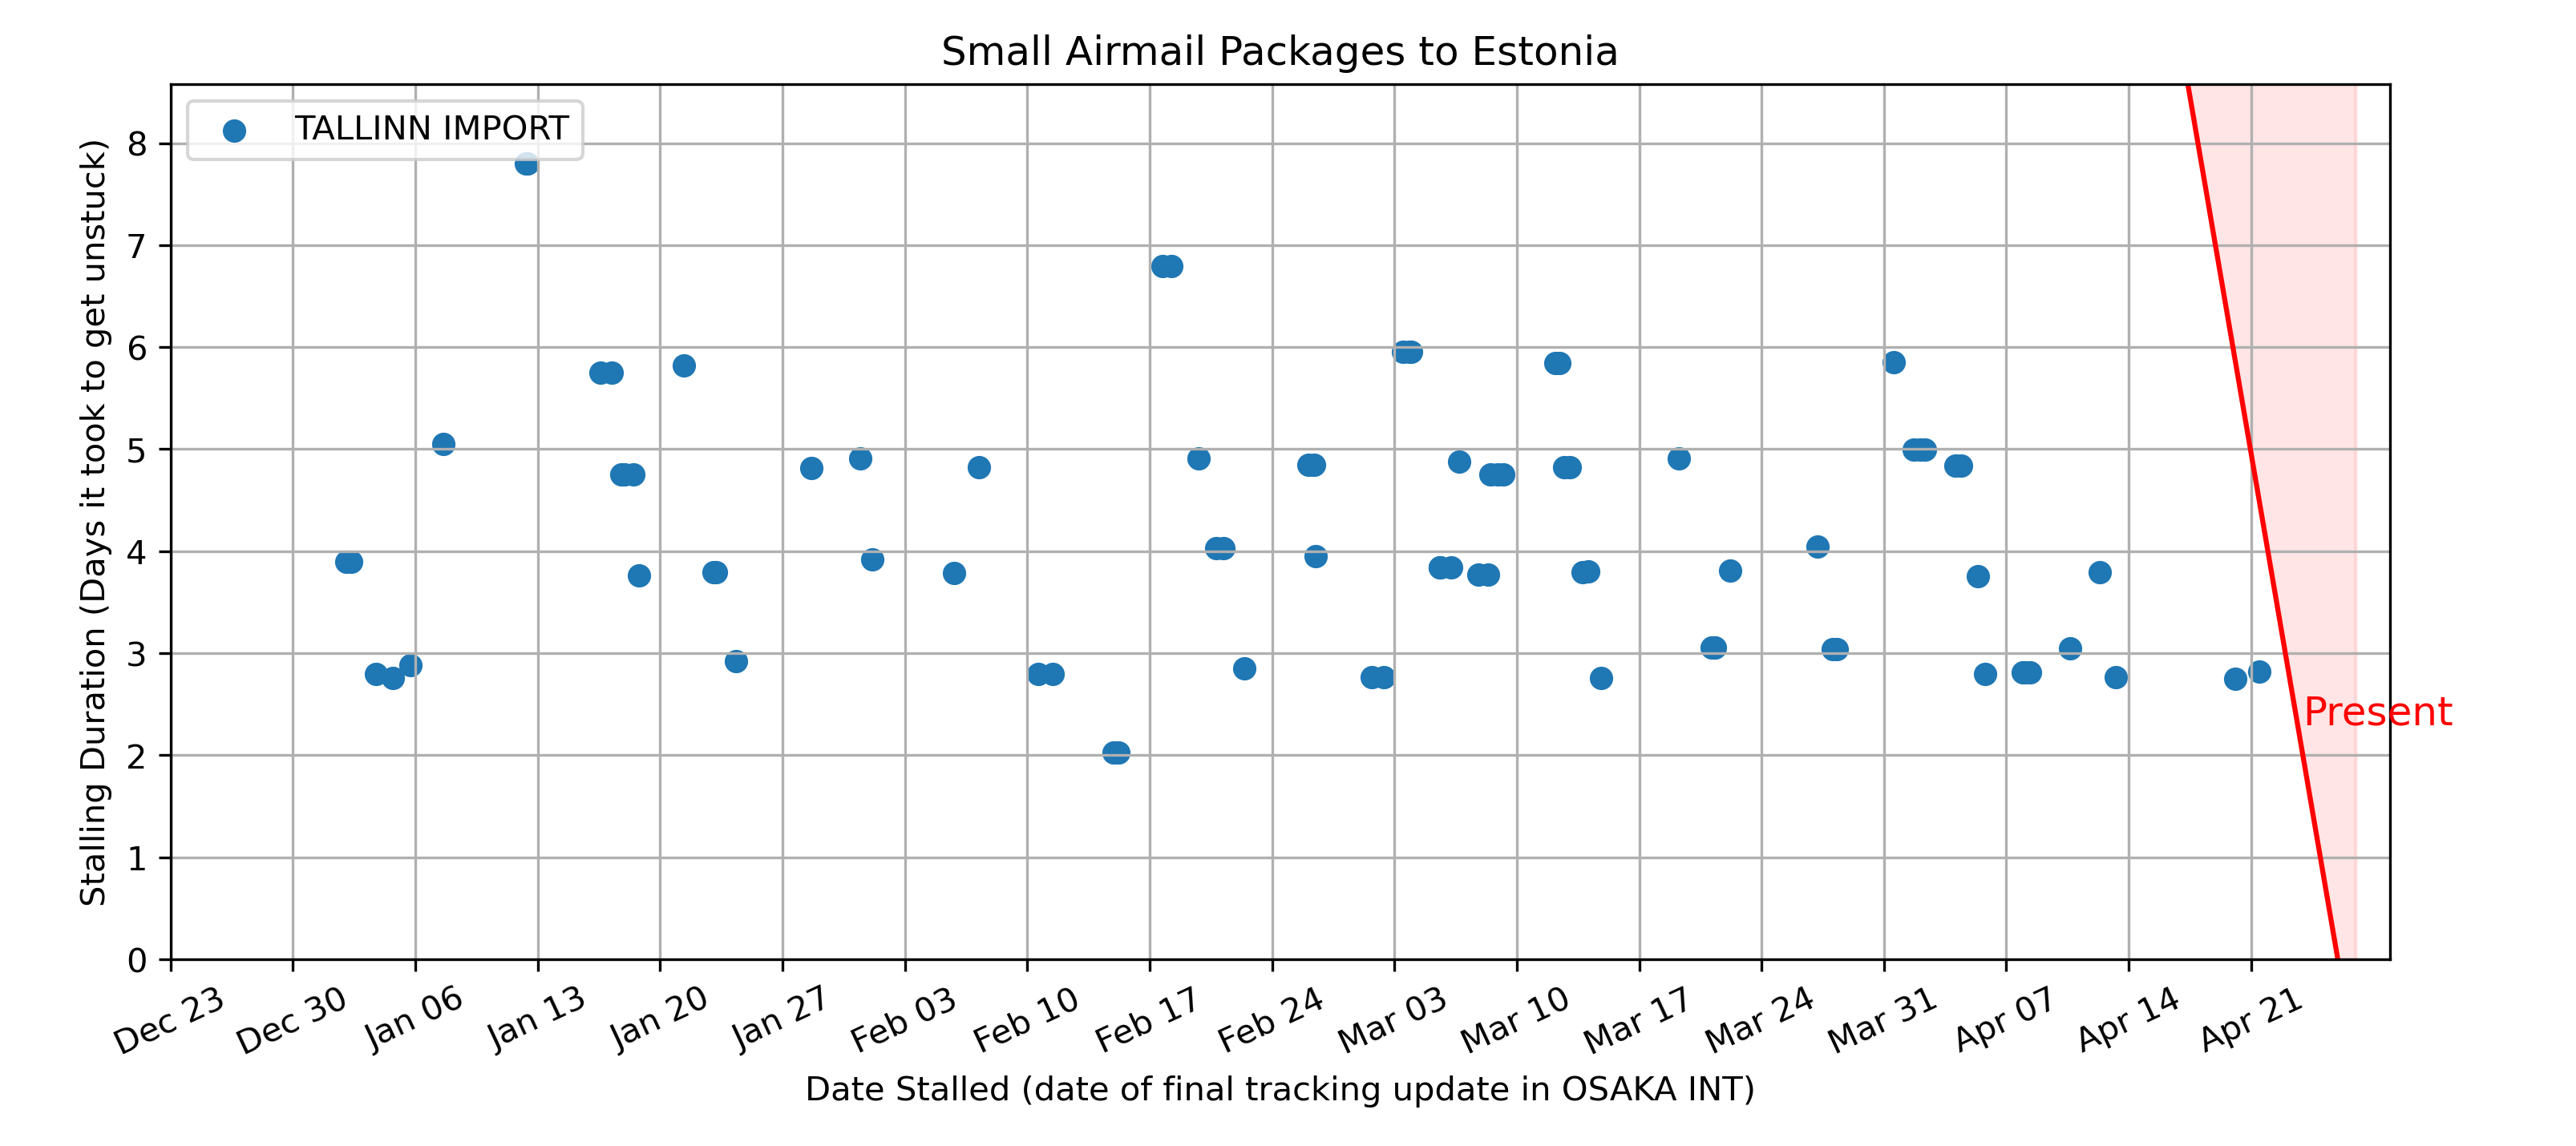 Small Airmail Packages to Estonia
TALLINN IMPORT
Stalling Duration (Days it took to get unstuck)
8
7
6
5
4
3
2
1
0
Present
Dec 23
Dec 30
Jan 06
Jan 13
Jan 20
Jan 27
Feb 03
Feb 10
Feb 17
Feb 24
Mar 03
Mar 10
Mar 17
Mar 24
Mar 31
Apr 07
Apr 14
Apr 21
Date Stalled (date of final tracking update in OSAKA INT)